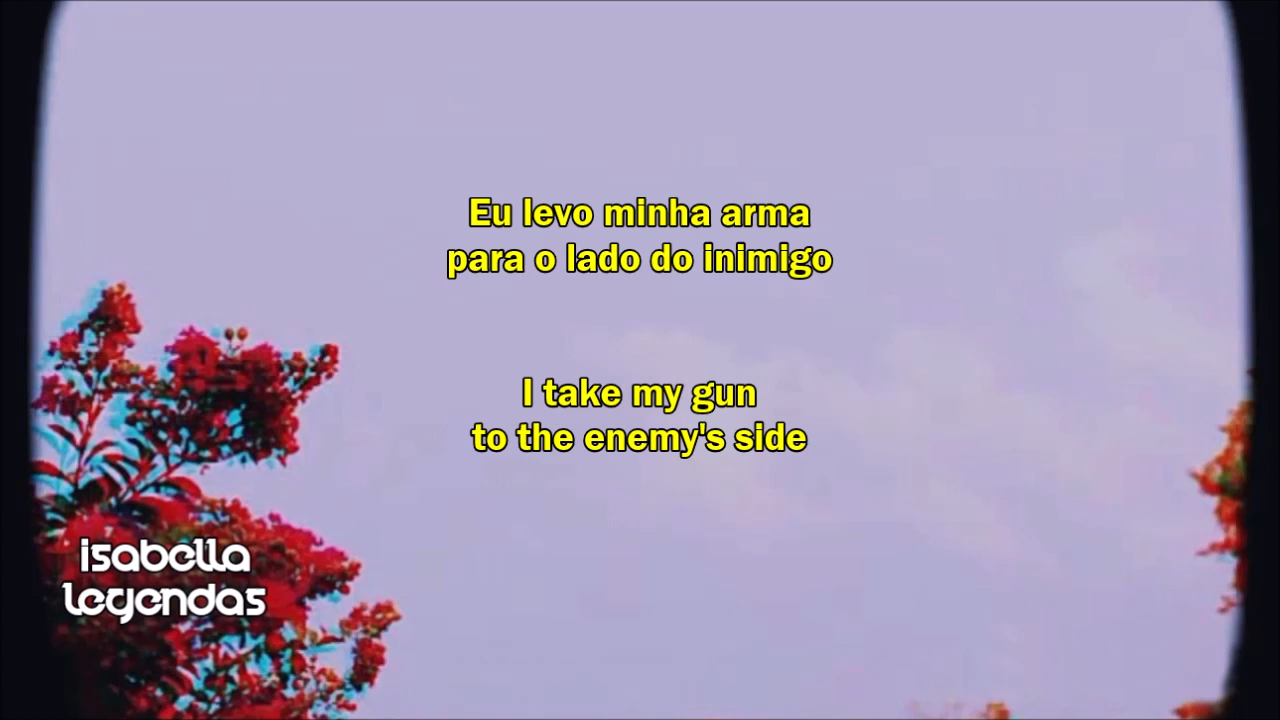 Eu levo minha arma
para o lado do inimigo
I take my gun
to the enemy's side
isabella
legendas